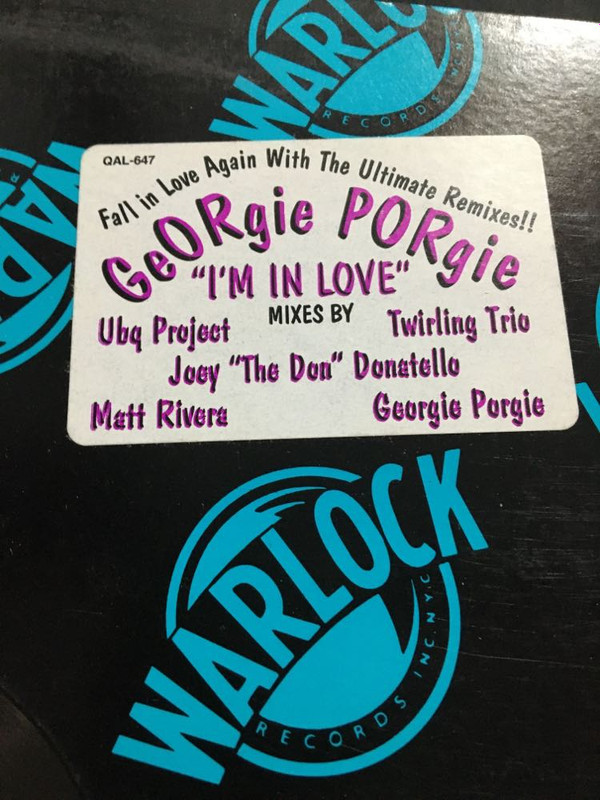 WARLOCK
RECORDS INC. N.Y.C.
QAL-647
Fall in Love Again With The Ultimate Remixes!!
GeORgie PORgie
"I'M IN LOVE"
MIXES BY
Ubq Project
Twirling Trio
Joey "The Don" Donatello
Matt Rivera
Georgie Porgie
WARLOCK
RECORDS INC. N.Y.C.